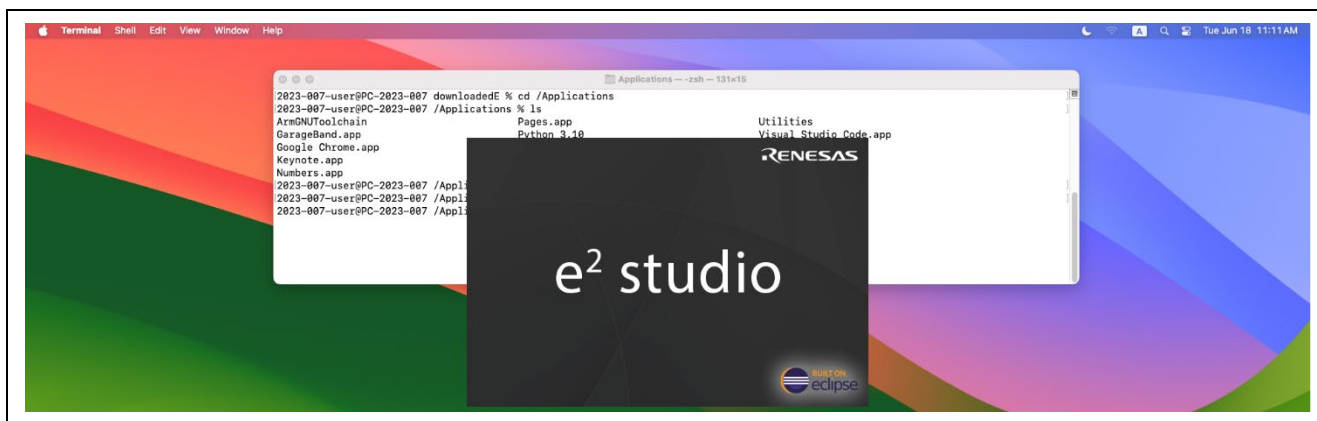 Terminal Shell Edit View Window Help A Tue Jun 18 11:11 AM
Applications — -zsh — 131×15
2023-007-user@PC-2023-007 downloadedE % cd /Applications
2023-007-user@PC-2023-007 /Applications % ls
ArmGNUToolchain Pages.app Utilities
GarageBand.app Python 3.10 Visual Studio Code.app
Google Chrome.app
Keynote.app
Numbers.app
2023-007-user@PC-2023-007 /Appli
2023-007-user@PC-2023-007 /Appli
2023-007-user@PC-2023-007 /Appli
RENESAS
e² studio
BUILT ON
eclipse